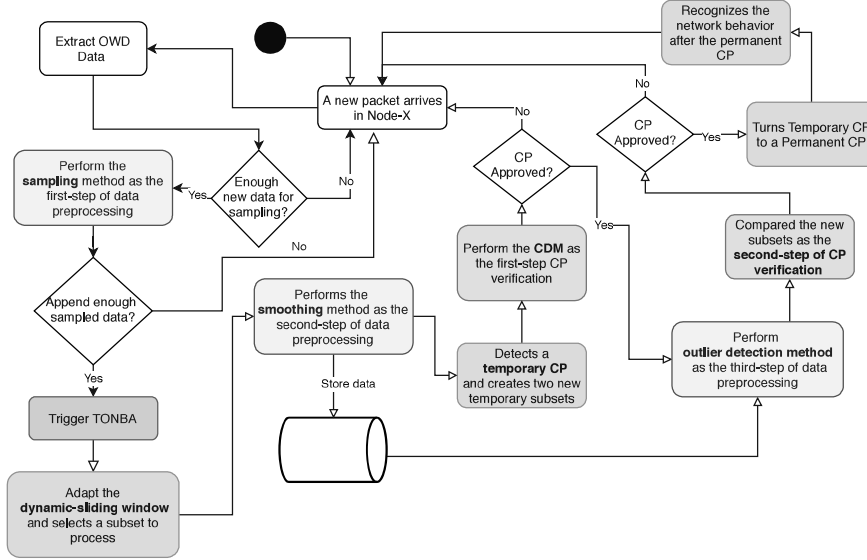 Extract OWD
Data
Recognizes the
network behavior
after the permanent
CP
A new packet arrives
in Node-X
No
No
CP
Approved?
Yes
Turns Temporary CP
to a Permanent CP
CP
Approved?
Yes
Perform the
sampling method as the
first-step of data
preprocessing
Yes
Enough
new data for
sampling?
No
No
Perform the CDM as
the first-step CP
verification
Compared the new
subsets as the
second-step of CP
verification
Append enough
sampled data?
Performs the
smoothing method as the
second-step of data
preprocessing
Detects a
temporary CP
and creates two new
temporary subsets
Perform
outlier detection method
as the third-step of data
preprocessing
Yes
Store data
Trigger TONBA
Adapt the
dynamic-sliding window
and selects a subset to
process